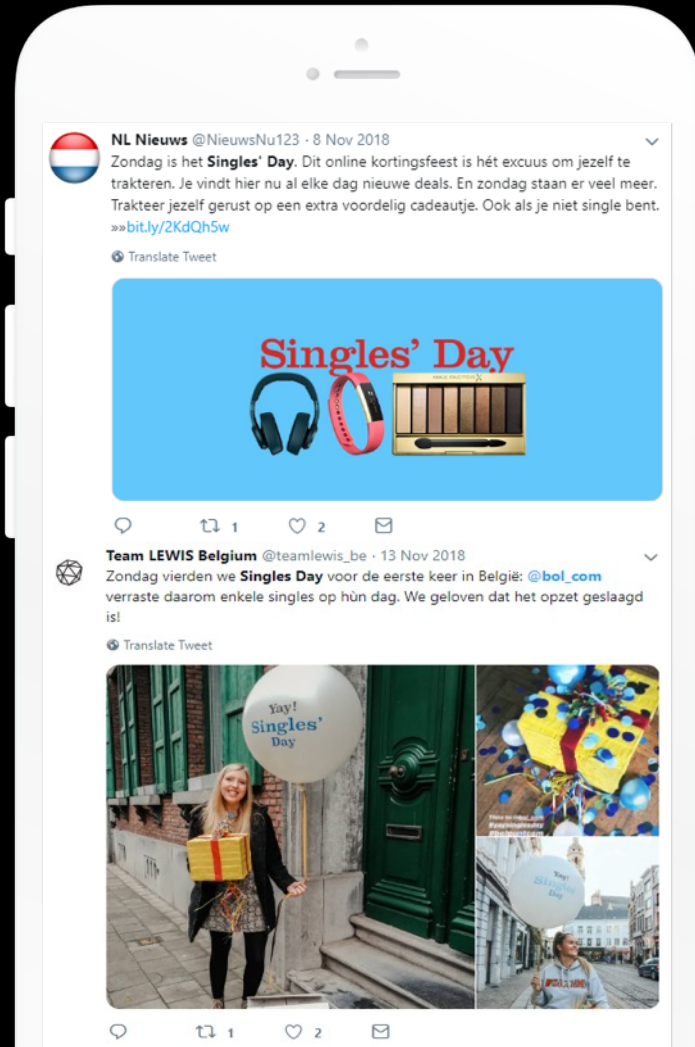 NL Nieuws @NieuwsNu123 · 8 Nov 2018
Zondag is het Singles' Day. Dit online kortingsfeest is hét excuus om jezelf te
trakteren. Je vindt hier nu al elke dag nieuwe deals. En zondag staan er veel meer.
Trakteer jezelf gerust op een extra voordelig cadeautje. Ook als je niet single bent.
»»bit.ly/2KdQh5w
Translate Tweet
Singles' Day
MAX FACTOR X
1 2
Team LEWIS Belgium @teamlewis_be · 13 Nov 2018
Zondag vierden we Singles Day voor de eerste keer in België: @bol_com
verraste daarom enkele singles op hùn dag. We geloven dat het opzet geslaagd
is!
Translate Tweet
Yay!
Singles'
Day
Yay!
Singles'
Day
1 2